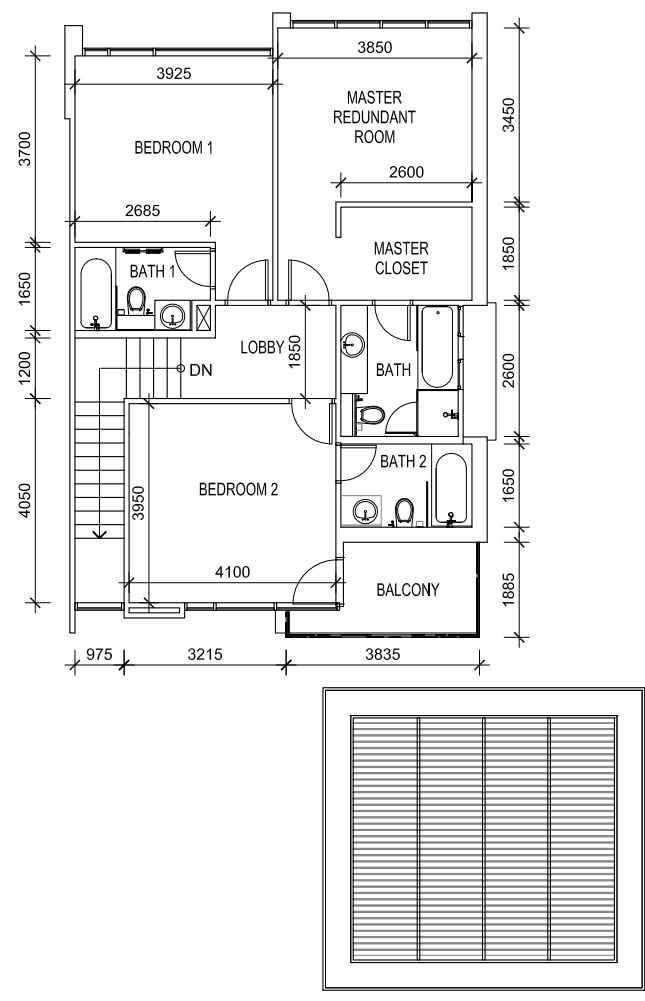 3850
3925
MASTER
REDUNDANT
ROOM
3450
BEDROOM 1
3700
2600
2685
MASTER
CLOSET
1850
BATH 1
1650
LOBBY
1850
DN
1200
BATH
2600
BATH 2
BEDROOM 2
3950
4050
1650
4100
BALCONY
1885
975
3215
3835